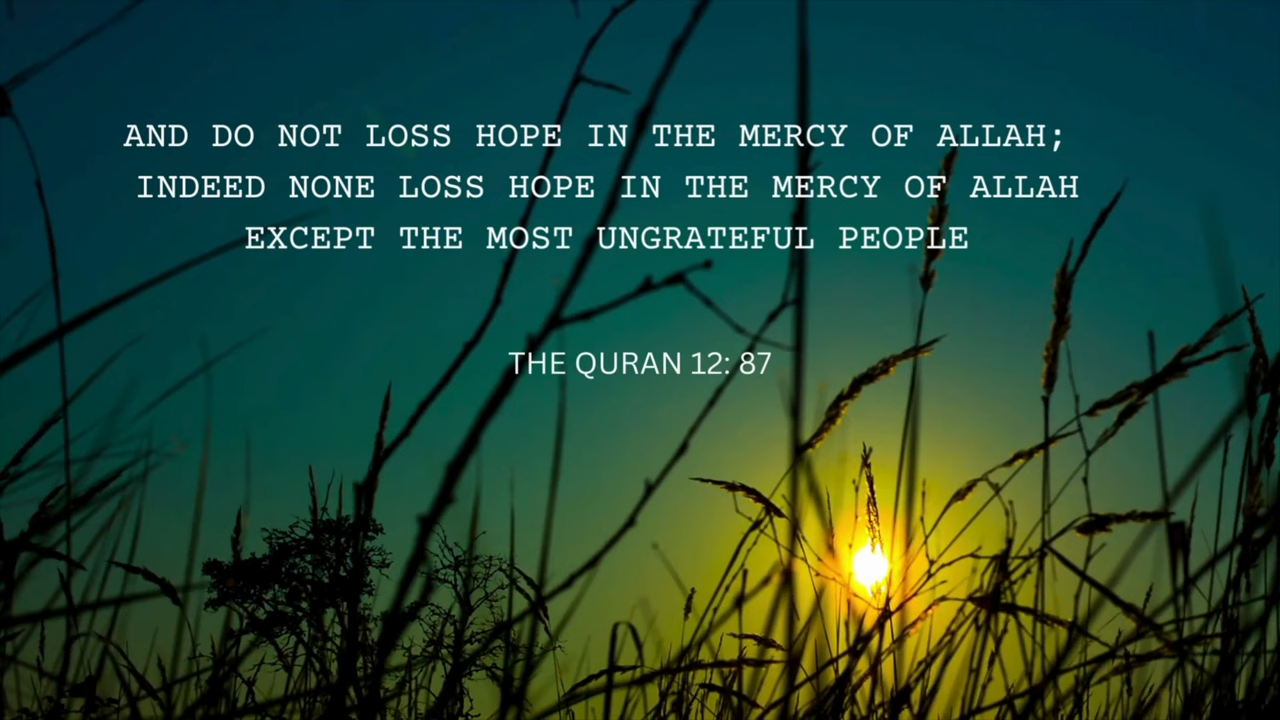 AND DO NOT LOSS HOPE IN THE MERCY OF ALLAH;
INDEED NONE LOSS HOPE IN THE MERCY OF ALLAH
EXCEPT THE MOST UNGRATEFUL PEOPLE
THE QURAN 12: 87